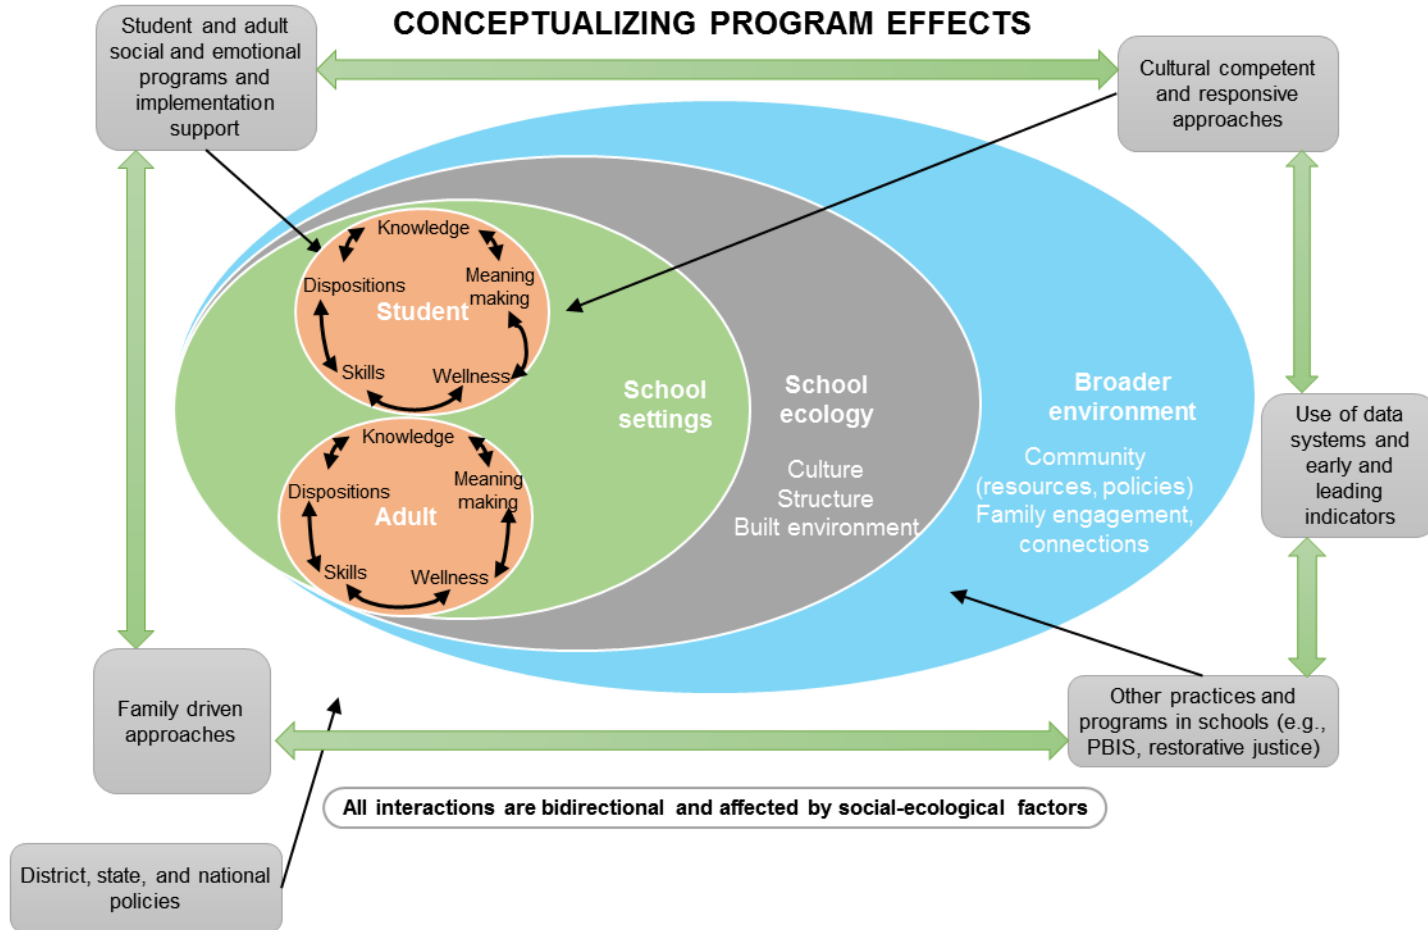 CONCEPTUALIZING PROGRAM EFFECTS
Student and adult
social and emotional
programs and
implementation
support
Cultural competent
and responsive
approaches
Knowledge
Dispositions
Meaning
making
Student
Skills
Wellness
Knowledge
Dispositions
Meaning
making
Adult
Skills
Wellness
School
settings
School
ecology
Culture
Structure
Built environment
Broader
environment
Community
(resources, policies)
Family engagement,
connections
Use of data
systems and
early and
leading
indicators
Family driven
approaches
Other practices and
programs in schools (e.g.,
PBIS, restorative justice)
All interactions are bidirectional and affected by social-ecological factors
District, state, and national
policies